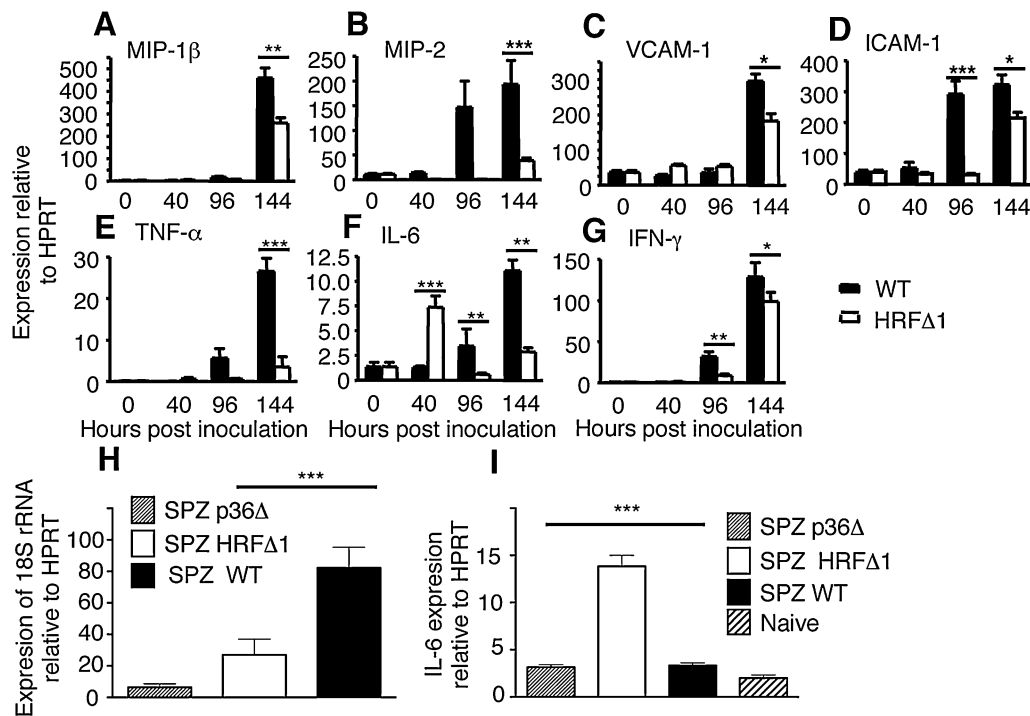 A
MIP-1β
**
500
400
300
200
100
0
0 40 96 144
B
MIP-2
***
250
200
150
100
50
0
0 40 96 144
C
VCAM-1
*
300
200
100
0
0 40 96 144
D
ICAM-1
*** *
400
300
200
100
0
0 40 96 144
Expression relative
to HPRT
E
TNF-α
***
30
20
10
0
0 40 96 144
Hours post inoculation
F
IL-6
*** ** **
12.5
10.0
7.5
5.0
2.5
0
0 40 96 144
Hours post inoculation
G
IFN-γ
** *
150
100
50
0
0 40 96 144
Hours post inoculation
WT
HRFΔ1
H
***
SPZ p36Δ
SPZ HRFΔ1
SPZ WT
Expresion of 18S rRNA
relative to HPRT
100
80
60
40
20
0
I
***
SPZ p36Δ
SPZ HRFΔ1
SPZ WT
Naive
IL-6 expresion
relative to HPRT
15
10
5
0